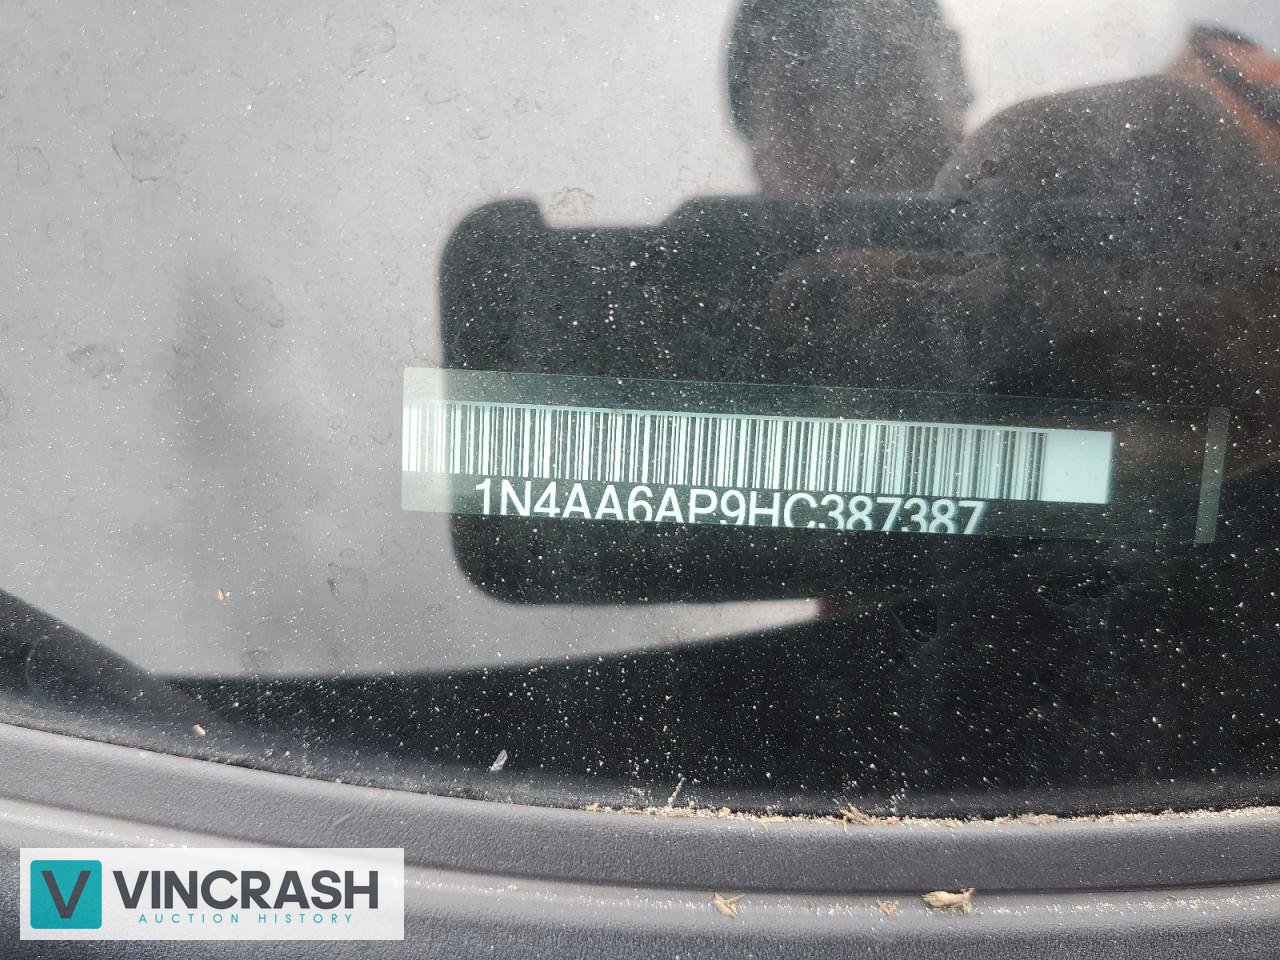 1N4AA6AP9HC387387
V VINCRASH
AUCTION HISTORY